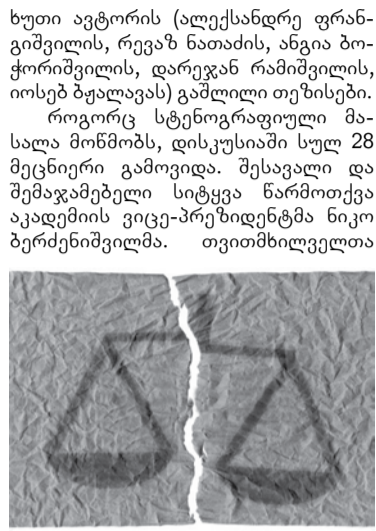 ხუთი ავტორის (ალექსანდრე ფრან-
გიშვილის, რევაზ ნათაძის, ანგია ბო-
ჭორიშვილის, დარეჯან რამიშვილის,
იოსებ ბჟალავას) გაშლილი თეზისები.
როგორც სტენოგრაფიული მა-
სალა მოწმობს, დისკუსიაში სულ 28
მეცნიერი გამოვიდა. შესავალი და
შემაჯამებელი სიტყვა წარმოთქვა
აკადემიის ვიცე-პრეზიდენტმა ნიკო
ბერძენიშვილმა. თვითმხილველთა